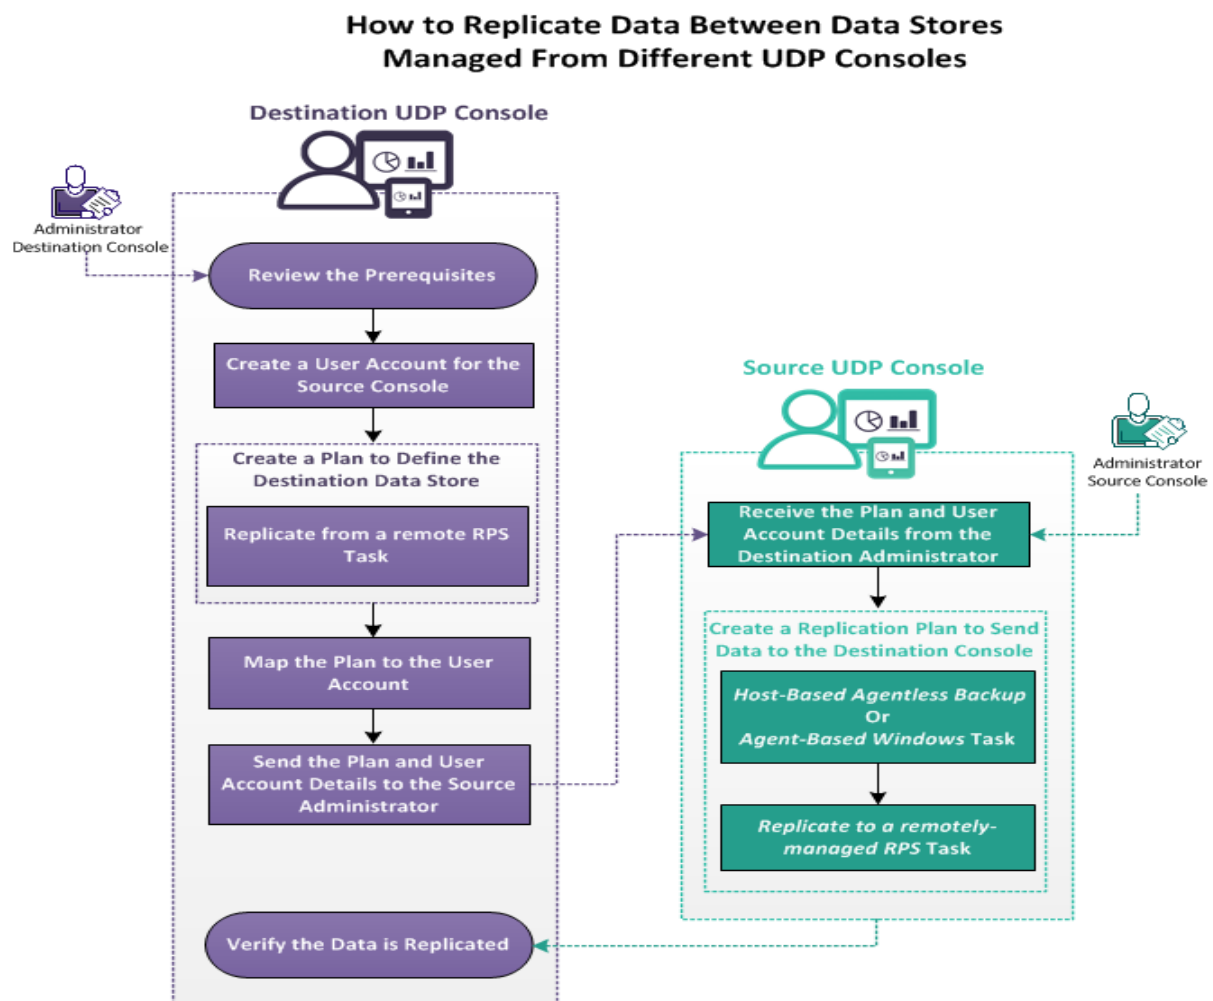 How to Replicate Data Between Data Stores
Managed From Different UDP Consoles
Destination UDP Console
Administrator
Destination Console
Review the Prerequisites
Create a User Account for the
Source Console
Create a Plan to Define the
Destination Data Store
Replicate from a remote RPS
Task
Map the Plan to the User
Account
Send the Plan and User
Account Details to the Source
Administrator
Verify the Data is Replicated
Source UDP Console
Administrator
Source Console
Receive the Plan and User
Account Details from the
Destination Administrator
Create a Replication Plan to Send
Data to the Destination Console
Host-Based Agentless Backup
Or
Agent-Based Windows Task
Replicate to a remotely-
managed RPS Task